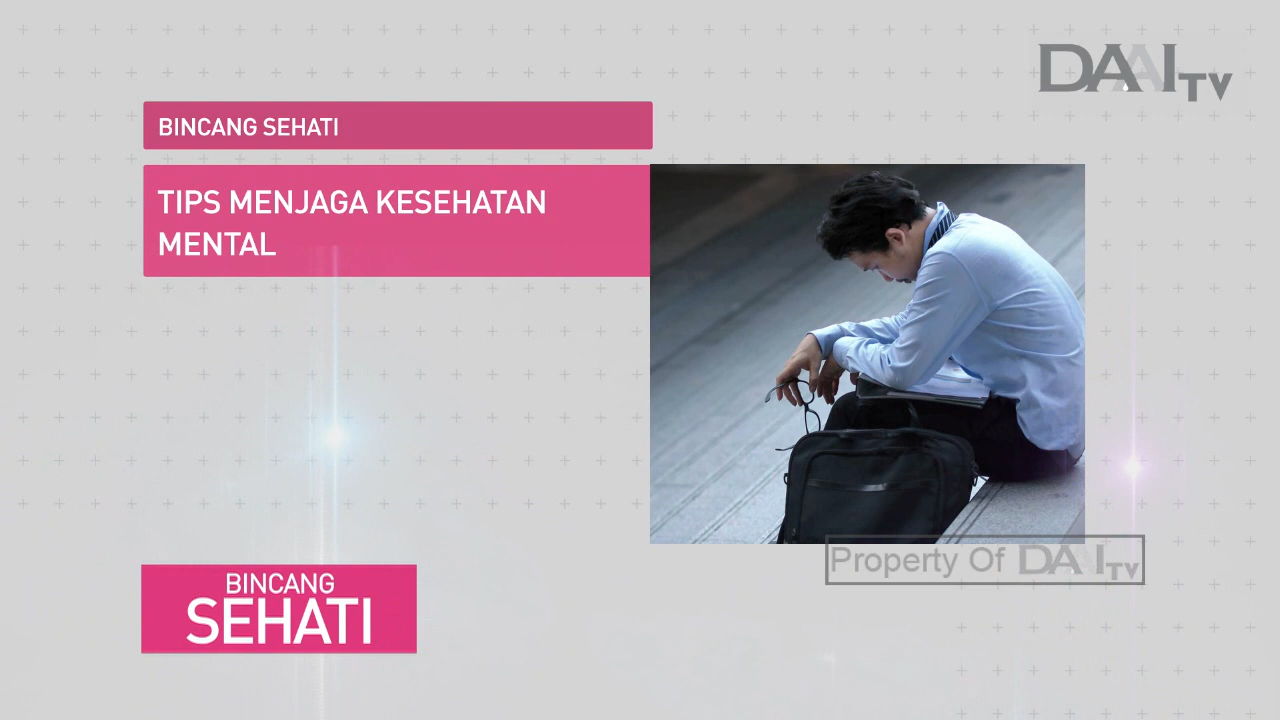 DAAI TV
BINCANG SEHATI
TIPS MENJAGA KESEHATAN
MENTAL
Property Of DAAI TV
BINCANG
SEHATI